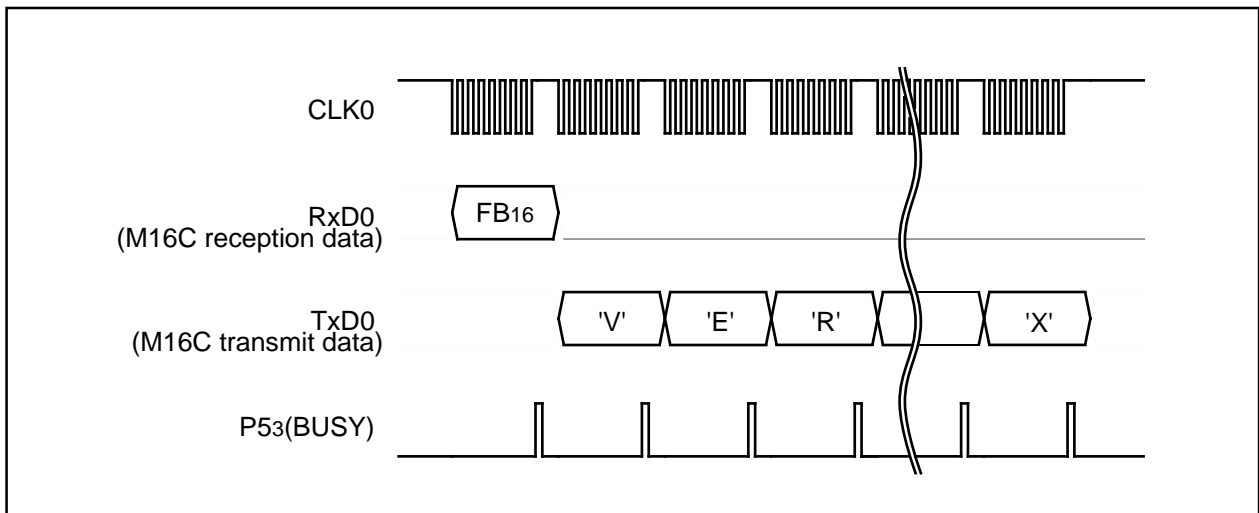 CLK0
RxD0
(M16C reception data)
FB16
TxD0
(M16C transmit data)
'V' 'E' 'R' 'X'
P53(BUSY)